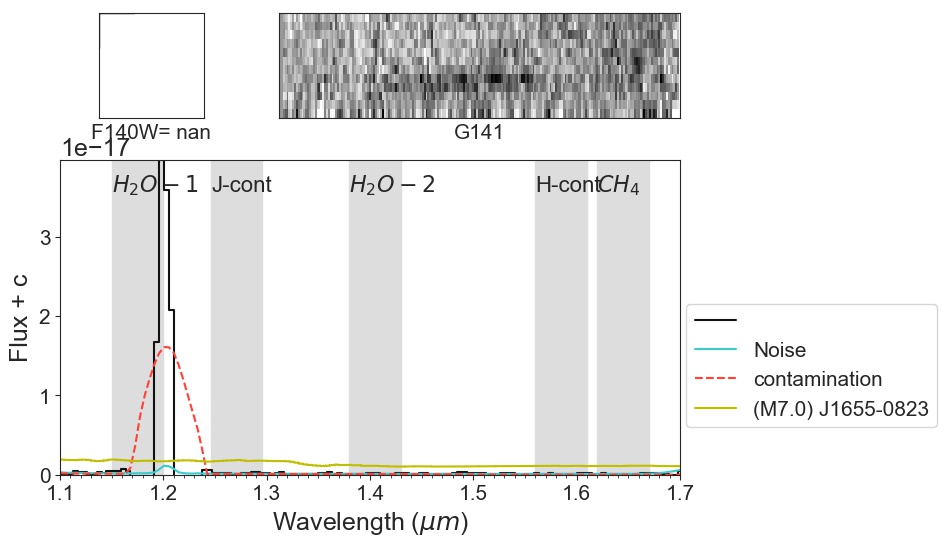 F140W= nan
G141
1e−17
H₂O − 1 J-cont H₂O − 2 H-cont CH₄
3
2
1
0
Flux + c
1.1 1.2 1.3 1.4 1.5 1.6 1.7
Wavelength (μm)
Noise
contamination
(M7.0) J1655-0823